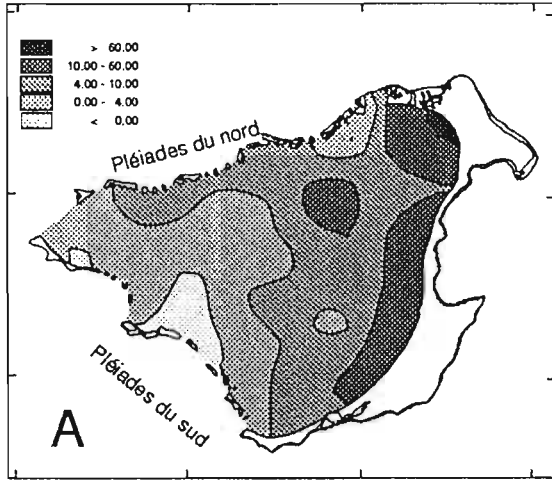 > 60.00
10.00 - 60.00
4.00 - 10.00
0.00 - 4.00
< 0.00
Pléiades du nord
Pléiades du sud
A